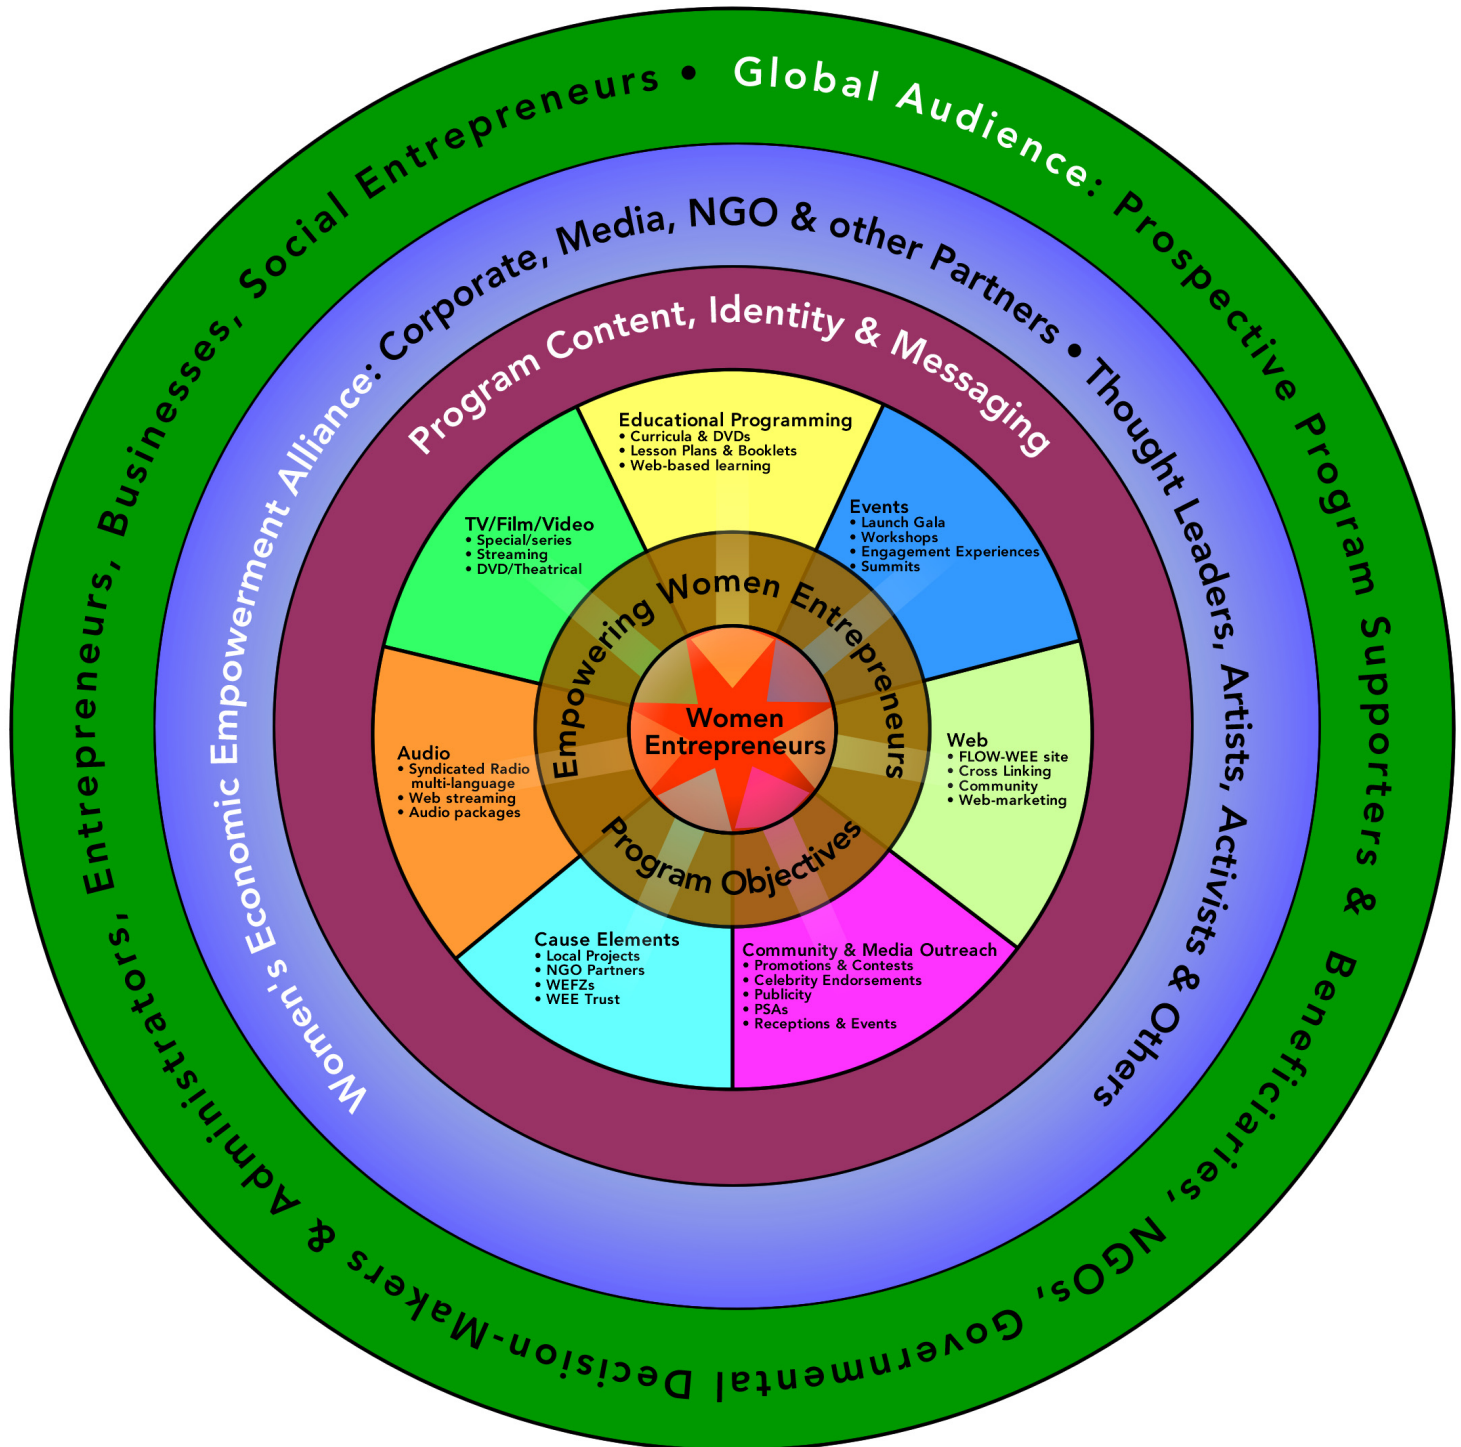 Global Audience: Prospective Program Supporters & Beneficiaries, NGOs, Governmental Decision-Makers & Administrators, Entrepreneurs, Businesses, Social Entrepreneurs •
Women's Economic Empowerment Alliance: Corporate, Media, NGO & other Partners • Thought Leaders, Artists, Activists & Others
Program Content, Identity & Messaging
Educational Programming
• Curricula & DVDs
• Lesson Plans & Booklets
• Web-based learning
Events
• Launch Gala
• Workshops
• Engagement Experiences
• Summits
Web
• FLOW-WEE site
• Cross Linking
• Community
• Web-marketing
Community & Media Outreach
• Promotions & Contests
• Celebrity Endorsements
• Publicity
• PSAs
• Receptions & Events
Cause Elements
• Local Projects
• NGO Partners
• WEFZs
• WEE Trust
Audio
• Syndicated Radio
multi-language
• Web streaming
• Audio packages
TV/Film/Video
• Special/series
• Streaming
• DVD/Theatrical
Empowering Women Entrepreneurs
Program Objectives
Women
Entrepreneurs